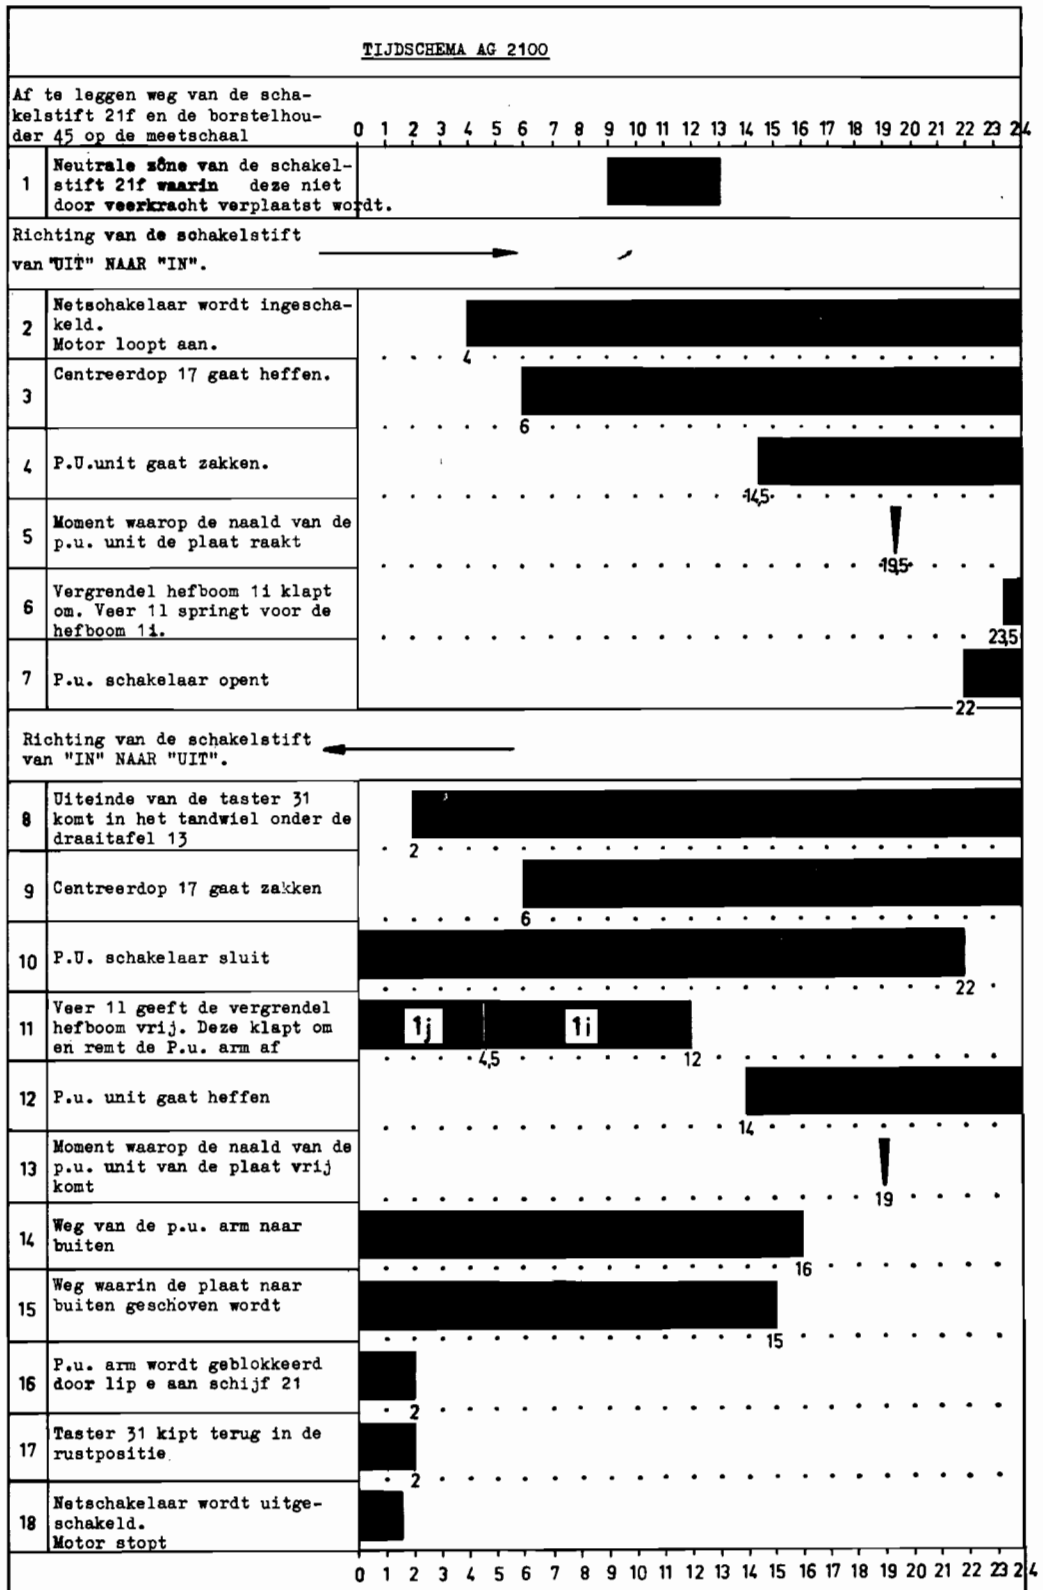 TIJDSCHEMA AG 2100
Af te leggen weg van de scha-
kelstift 21f en de borstelhou-
der 45 op de meetschaal
0 1 2 3 4 5 6 7 8 9 10 11 12 13 14 15 16 17 18 19 20 21 22 23 24
1
Neutrale zône van de schakel-
stift 21f waarin deze niet
door veerkracht verplaatst wordt.
Richting van de schakelstift
van "UIT" NAAR "IN".
2
Netschakelaar wordt ingescha-
keld.
Motor loopt aan.
4
3
Centreerdop 17 gaat heffen.
6
4
P.U.unit gaat zakken.
14,5
5
Moment waarop de naald van de
p.u. unit de plaat raakt
19,5
6
Vergrendel hefboom 1i klapt
om. Veer 1l springt voor de
hefboom 1i.
23,5
7
P.u. schakelaar opent
22
Richting van de schakelstift
van "IN" NAAR "UIT".
8
Uiteinde van de taster 31
komt in het tandwiel onder de
draaitafel 13
2
9
Centreerdop 17 gaat zakken
6
10
P.U. schakelaar sluit
22
11
Veer 1l geeft de vergrendel
hefboom vrij. Deze klapt om
en remt de P.u. arm af
1j 1i
4,5 12
12
P.u. unit gaat heffen
14
13
Moment waarop de naald van de
p.u. unit van de plaat vrij
komt
19
14
Weg van de p.u. arm naar
buiten
16
15
Weg waarin de plaat naar
buiten geschoven wordt
15
16
P.u. arm wordt geblokkeerd
door lip e aan schijf 21
2
17
Taster 31 kipt terug in de
rustpositie
2
18
Netschakelaar wordt uitge-
schakeld.
Motor stopt
0 1 2 3 4 5 6 7 8 9 10 11 12 13 14 15 16 17 18 19 20 21 22 23 24